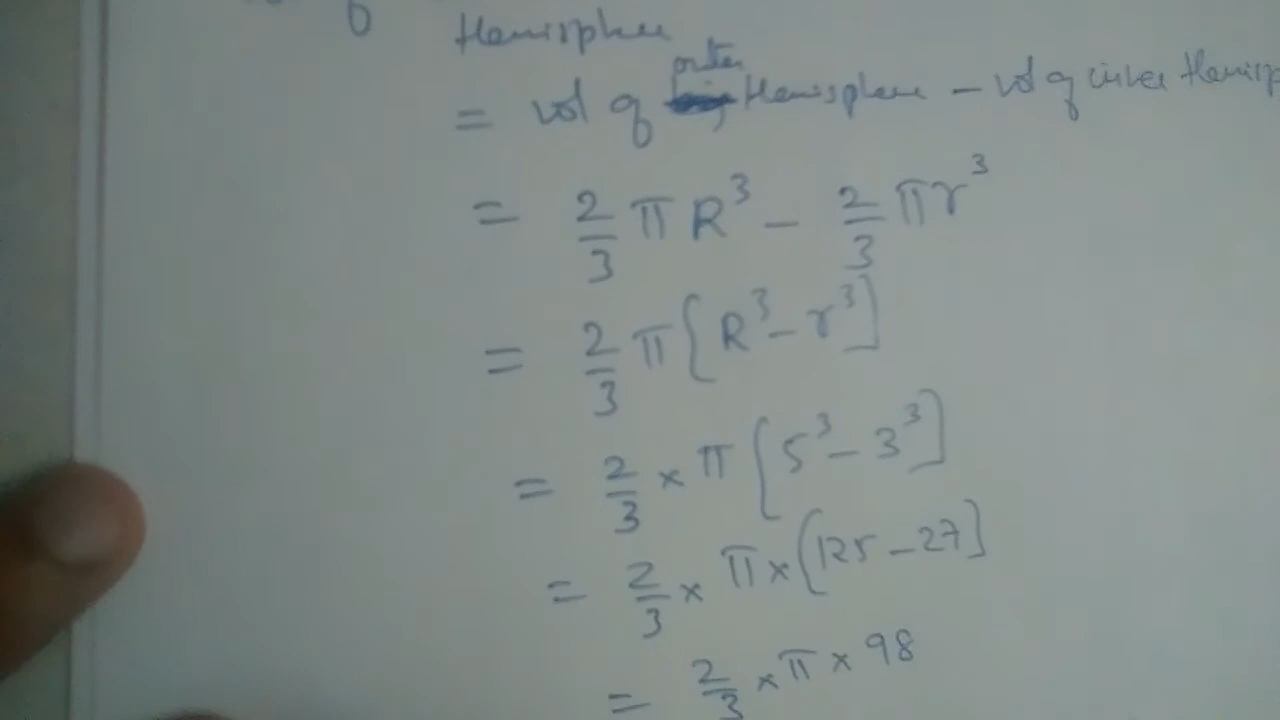 Hemisphere
= vol of outer Hemisphere - vol of inner Hemisp
= 2/3 π R³ - 2/3 π r³
= 2/3 π [R³ - r³]
= 2/3 × π [5³ - 3³]
= 2/3 × π × [125 - 27]
= 2/3 × π × 98